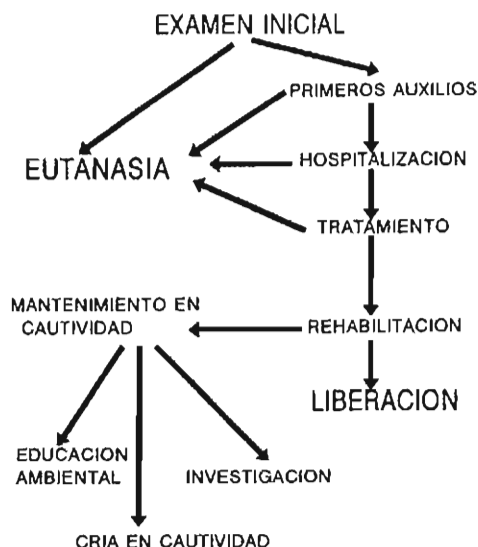 EXAMEN INICIAL
PRIMEROS AUXILIOS
EUTANASIA
HOSPITALIZACION
TRATAMIENTO
MANTENIMIENTO EN
CAUTIVIDAD
REHABILITACION
LIBERACION
EDUCACION
AMBIENTAL
INVESTIGACION
CRIA EN CAUTIVIDAD